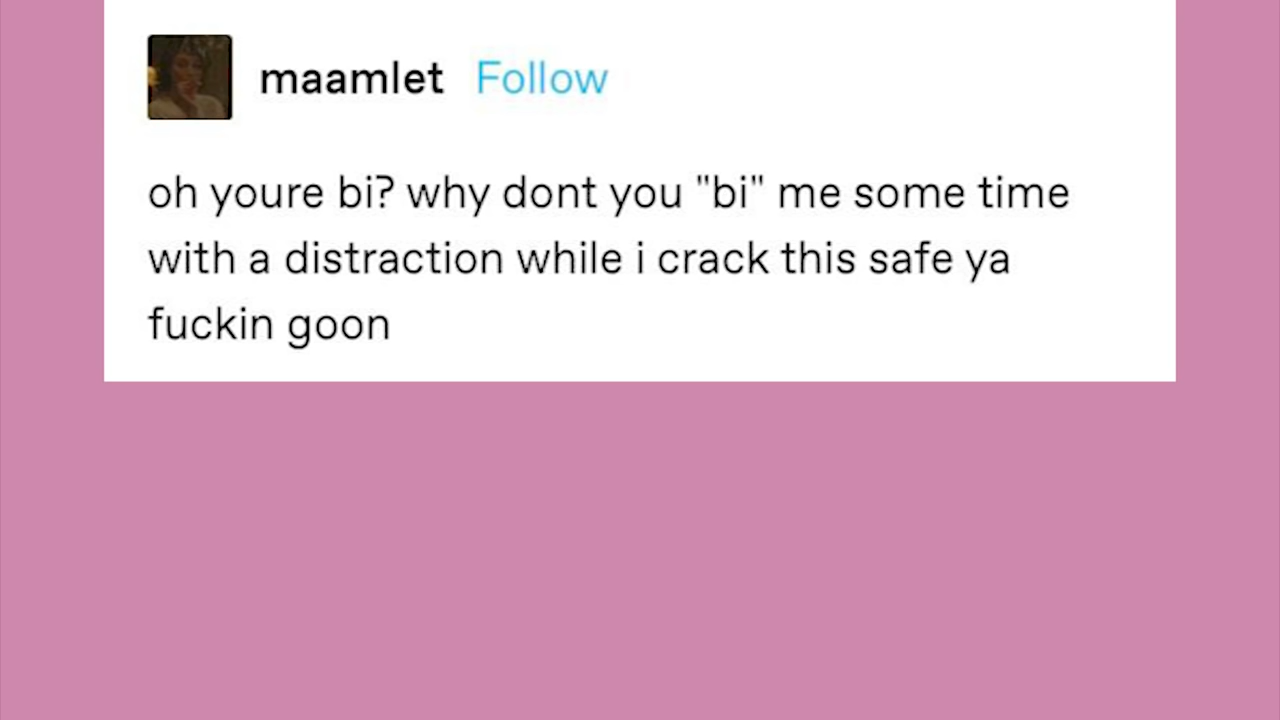 maamlet Follow
oh youre bi? why dont you "bi" me some time
with a distraction while i crack this safe ya
fuckin goon